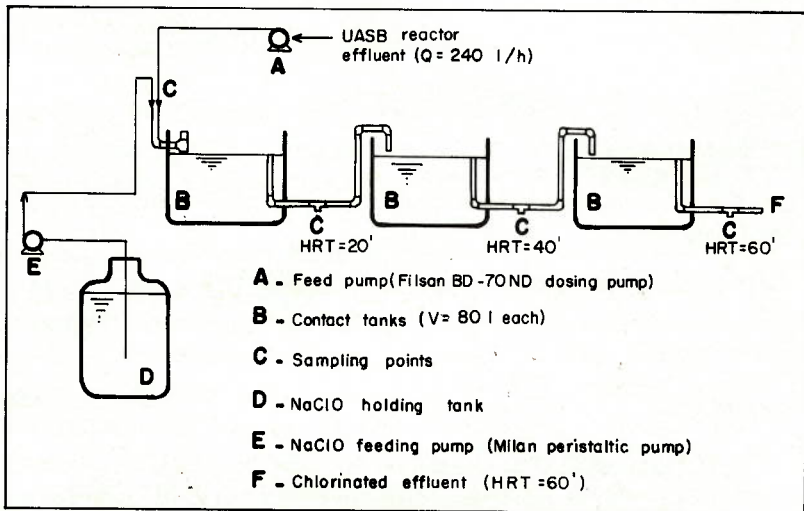 UASB reactor
effluent (Q = 240 l/h)
A
C
B
B
B
F
C
C
C
HRT=20'
HRT=40'
HRT=60'
E
D
A - Feed pump (Filsan BD-70ND dosing pump)
B - Contact tanks (V= 80 l each)
C - Sampling points
D - NaClO holding tank
E - NaClO feeding pump (Milan peristaltic pump)
F - Chlorinated effluent (HRT =60')